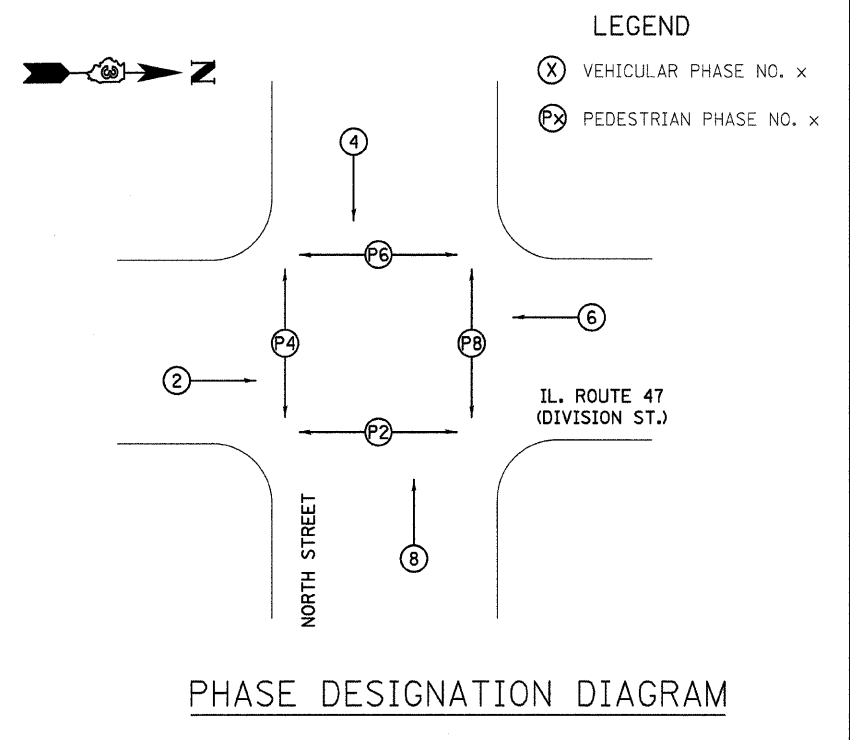 LEGEND
N
X VEHICULAR PHASE NO. x
Px PEDESTRIAN PHASE NO. x
4
P6
6
P4
P8
2
IL. ROUTE 47
(DIVISION ST.)
P2
NORTH STREET
8
PHASE DESIGNATION DIAGRAM